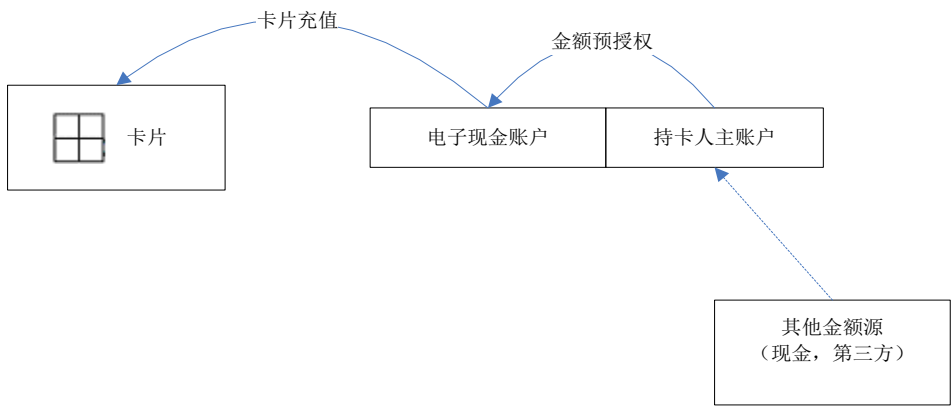 卡片充值
金额预授权
卡片
电子现金账户
持卡人主账户
其他金额源
（现金，第三方）